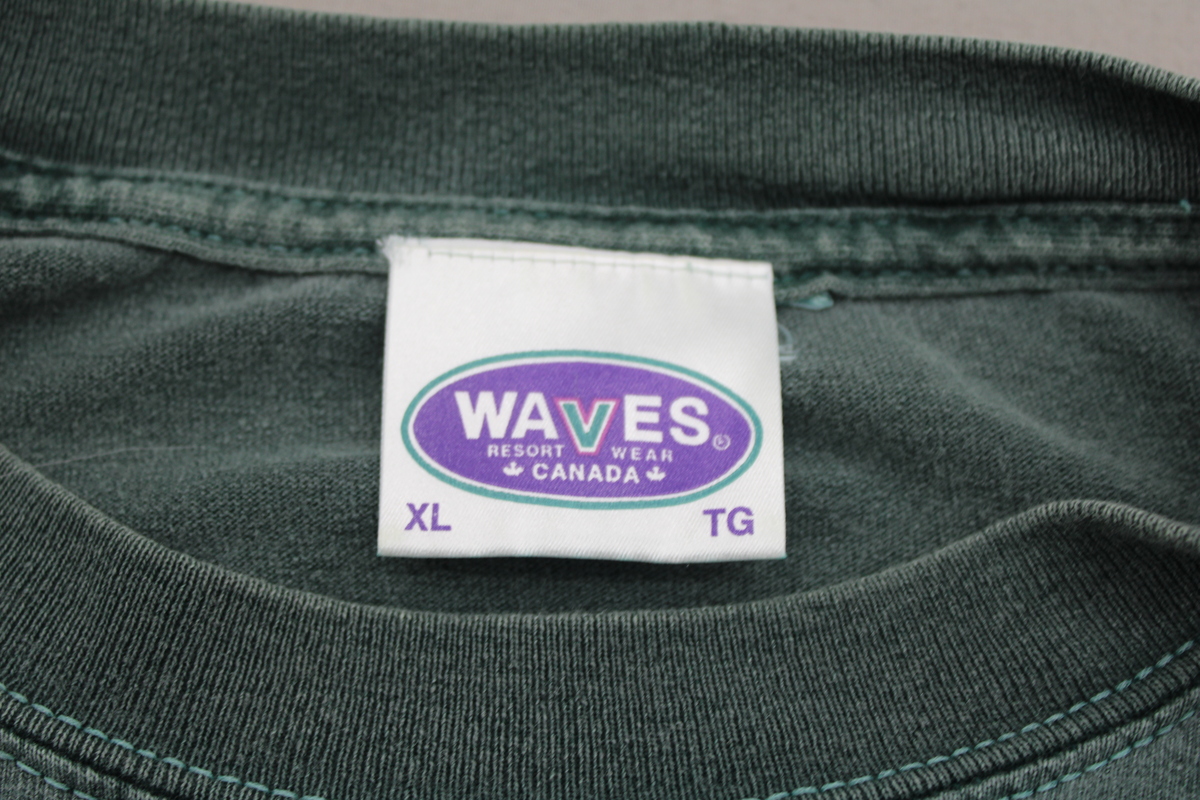 WAVES®
RESORT WEAR
CANADA
XL TG